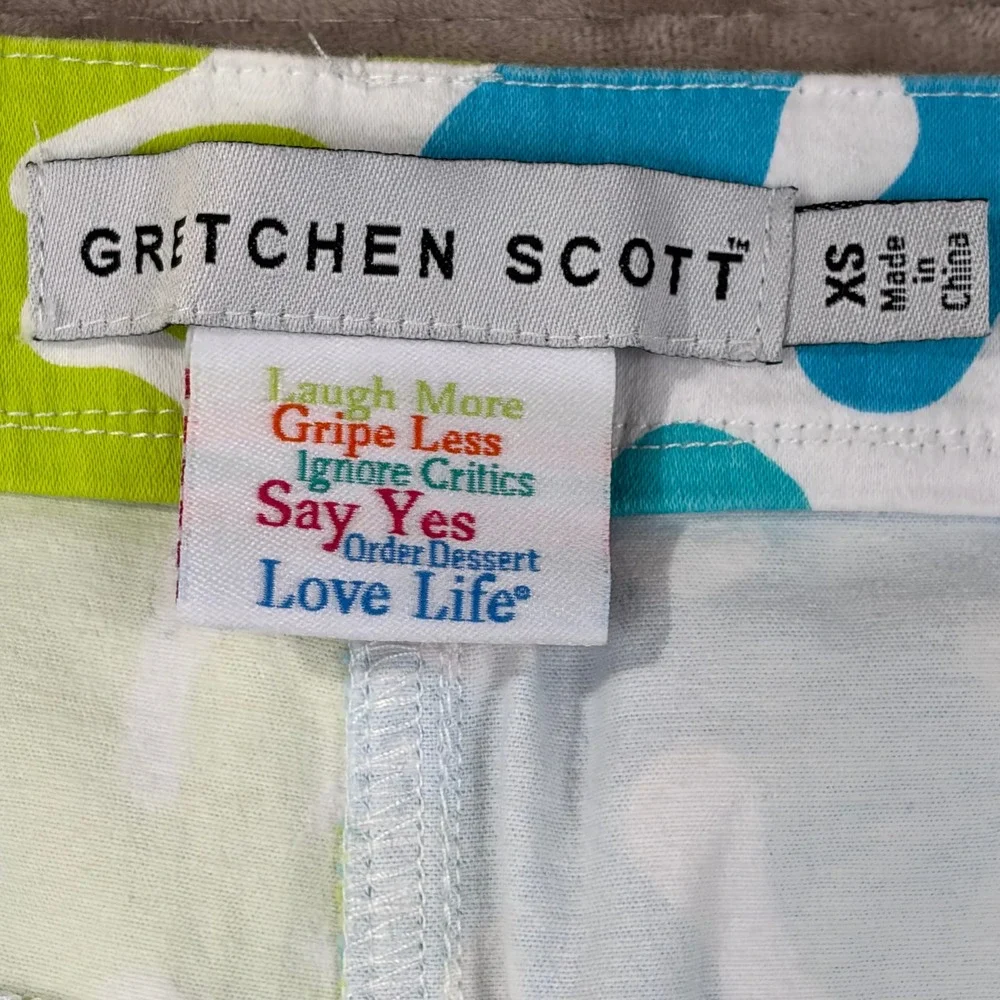 GRETCHEN SCOTT™
XS
Made
in
China
Laugh More
Gripe Less
Ignore Critics
Say Yes
Order Dessert
Love Life®